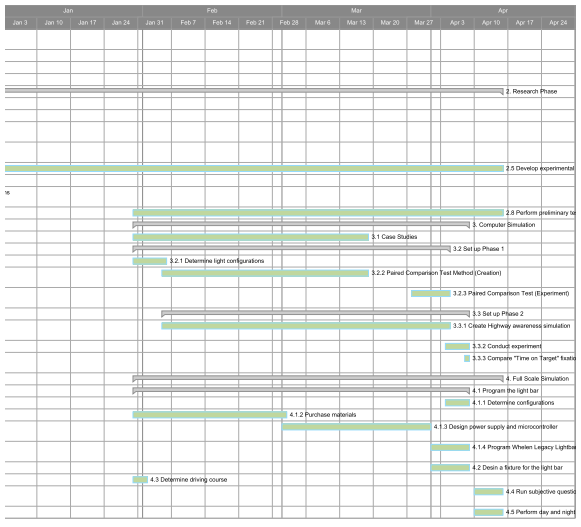 Jan Feb Mar Apr
Jan 3 Jan 10 Jan 17 Jan 24 Jan 31 Feb 7 Feb 14 Feb 21 Feb 28 Mar 6 Mar 13 Mar 20 Mar 27 Apr 3 Apr 10 Apr 17 Apr 24
2. Research Phase
2.5 Develop experimental
ns
2.8 Perform preliminary te
3. Computer Simulation
3.1 Case Studies
3.2 Set up Phase 1
3.2.1 Determine light configurations
3.2.2 Paired Comparison Test Method (Creation)
3.2.3 Paired Comparison Test (Experiment)
3.3 Set up Phase 2
3.3.1 Create Highway awareness simulation
3.3.2 Conduct experiment
3.3.3 Compare "Time on Target" fixatio
4. Full Scale Simulation
4.1 Program the light bar
4.1.1 Determine configurations
4.1.2 Purchase materials
4.1.3 Design power supply and microcontroller
4.1.4 Program Whelen Legacy Lightba
4.2 Desin a fixture for the light bar
4.3 Determine driving course
4.4 Run subjective questio
4.5 Perform day and night